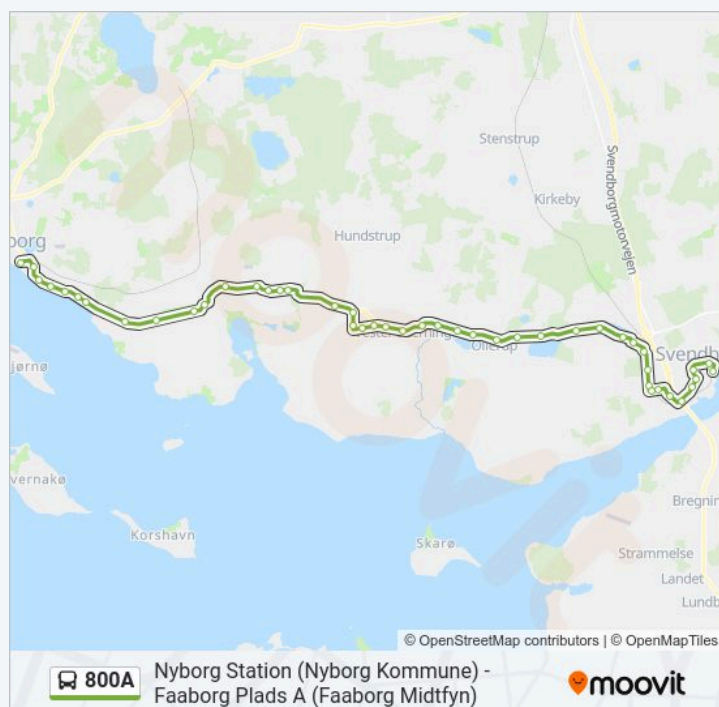 Stenstrup
Kirkeby
Svendborgmotorvejen
borg
Hundstrup
Ollerup
Svendb
jørnø
vernakø
Korshavn
Skarø
Bregning
Strammelse
Landet
Lundb
© OpenStreetMap contributors | © OpenMapTiles
800A
Nyborg Station (Nyborg Kommune) -
Faaborg Plads A (Faaborg Midtfyn)
moovit